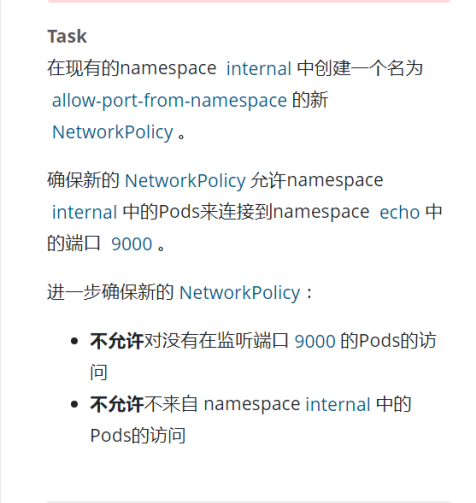 Task
在现有的namespace internal 中创建一个名为
allow-port-from-namespace 的新
NetworkPolicy 。
确保新的 NetworkPolicy 允许namespace
internal 中的Pods来连接到namespace echo 中
的端口 9000 。
进一步确保新的 NetworkPolicy：
• 不允许对没有在监听端口 9000 的Pods的访
问
• 不允许不来自 namespace internal 中的
Pods的访问